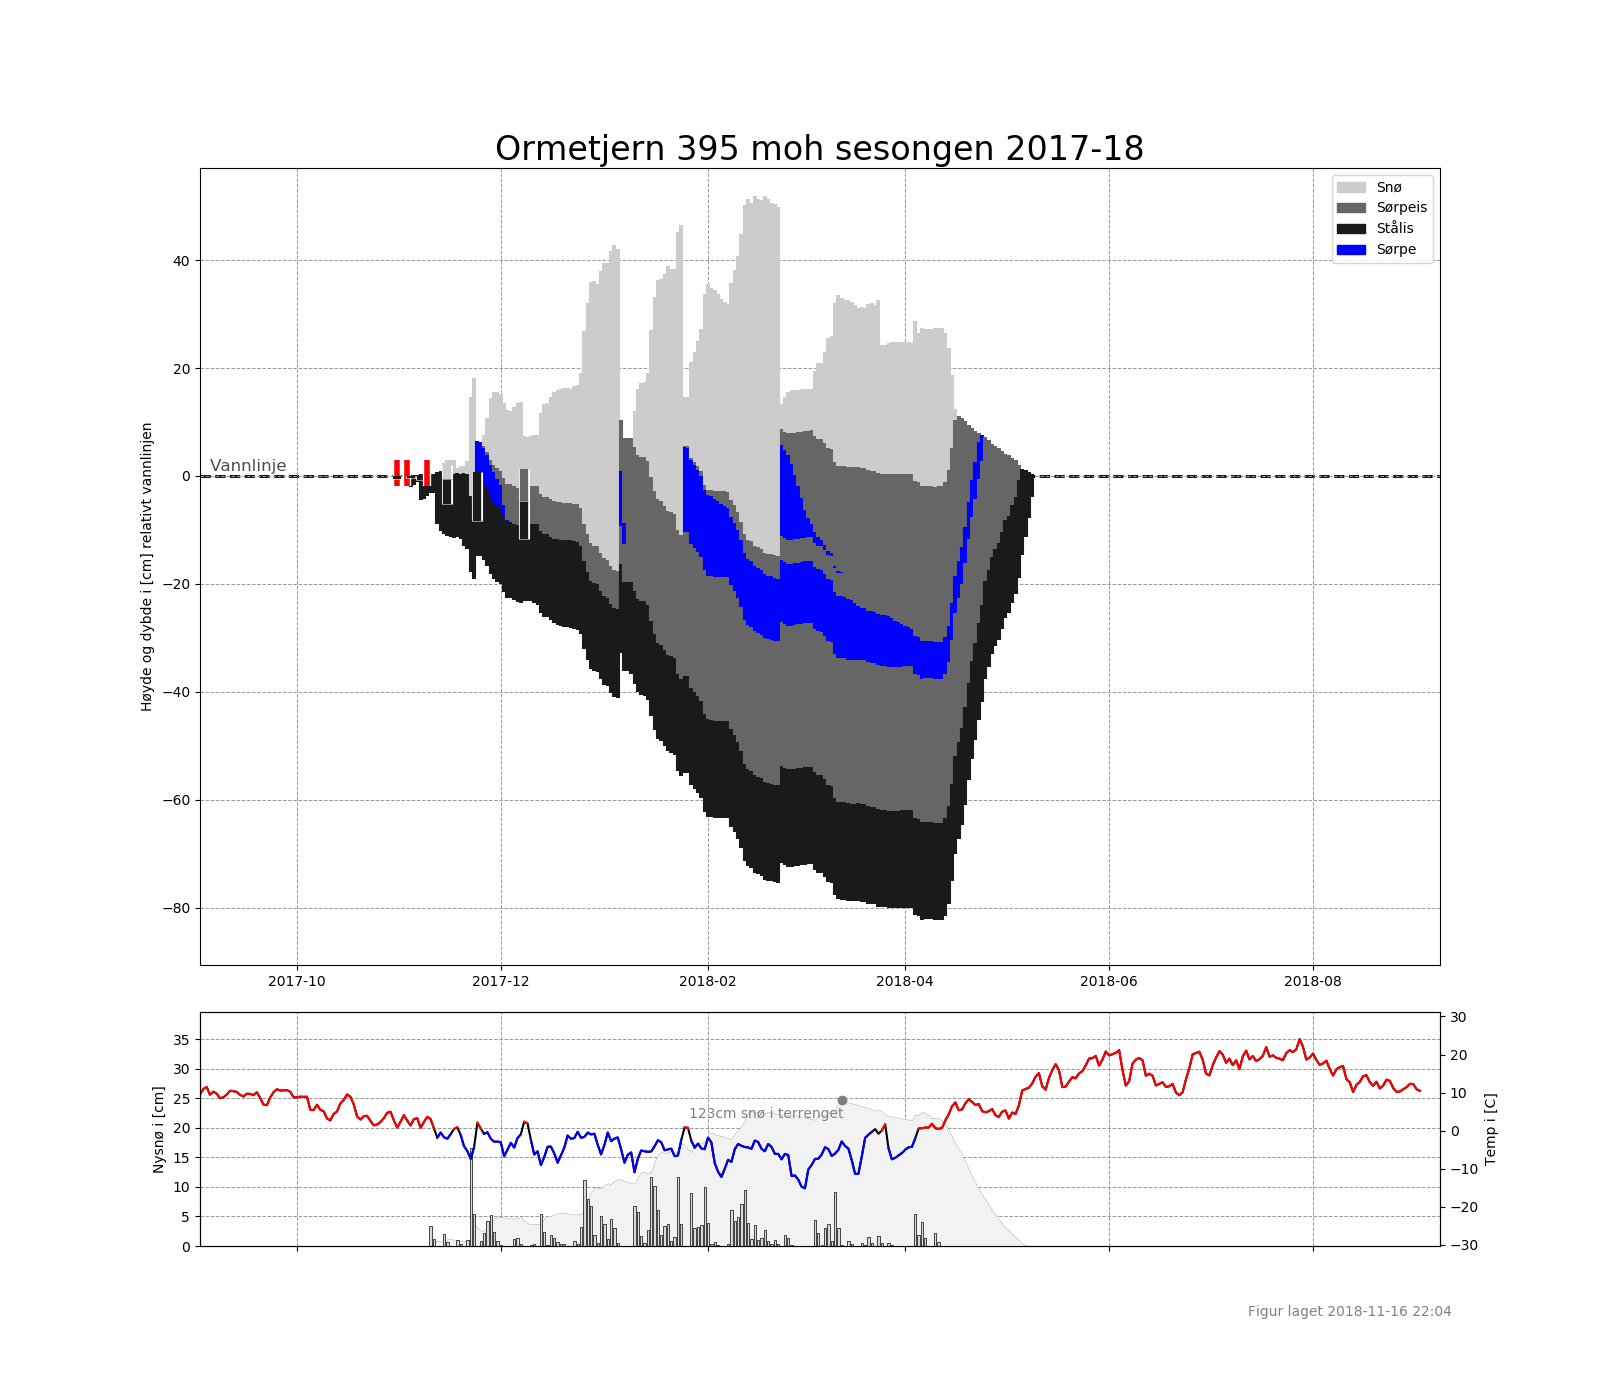 Ormetjern 395 moh sesongen 2017-18
Snø
Sørpeis
Stålis
Sørpe
Vannlinje
Høyde og dybde i [cm] relativt vannlinjen
40
20
0
−20
−40
−60
−80
2017-10 2017-12 2018-02 2018-04 2018-06 2018-08
Nysnø i [cm]
35
30
25
20
15
10
5
0
123cm snø i terrenget
30
20
10
0
−10
−20
−30
Temp i [C]
Figur laget 2018-11-16 22:04